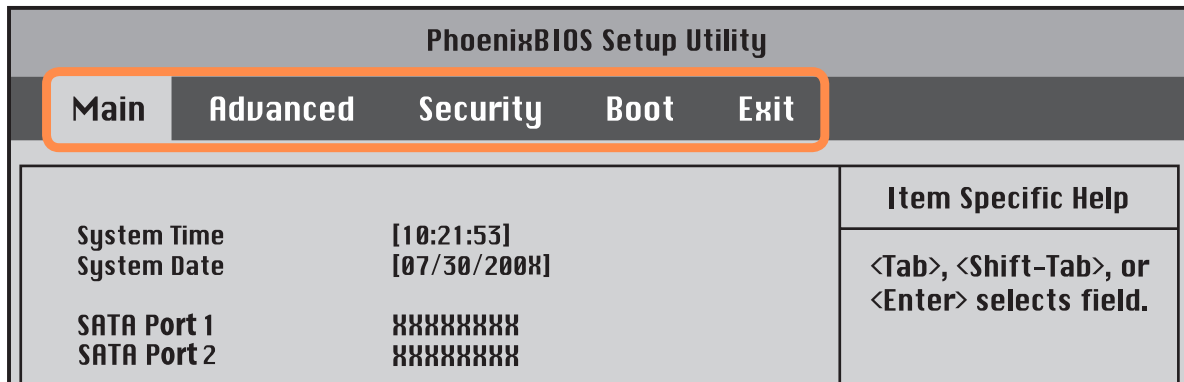 PhoenixBIOS Setup Utility
Main Advanced Security Boot Exit
Item Specific Help
System Time [10:21:53]
System Date [07/30/200X]
<Tab>, <Shift-Tab>, or
<Enter> selects field.
SATA Port 1 XXXXXXXX
SATA Port 2 XXXXXXXX